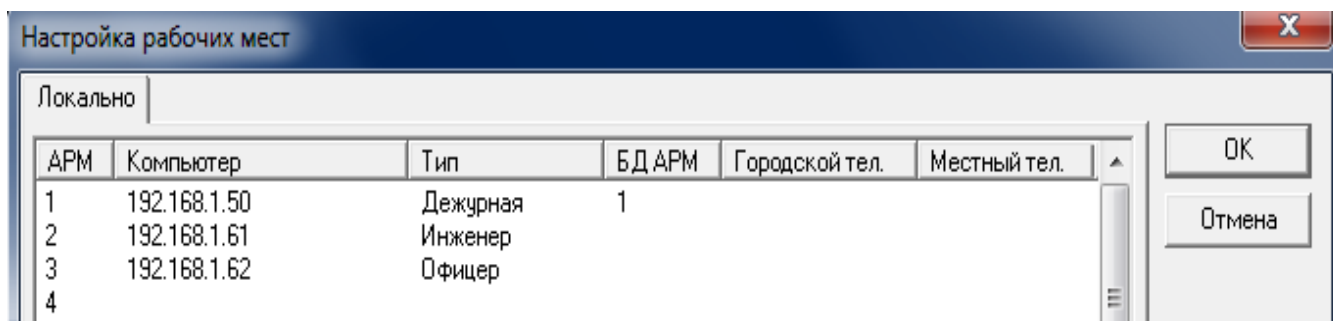 Настройка рабочих мест
Локально
АРМ Компьютер Тип БД АРМ Городской тел. Местный тел.
1 192.168.1.50 Дежурная 1
2 192.168.1.61 Инженер
3 192.168.1.62 Офицер
4
OK
Отмена